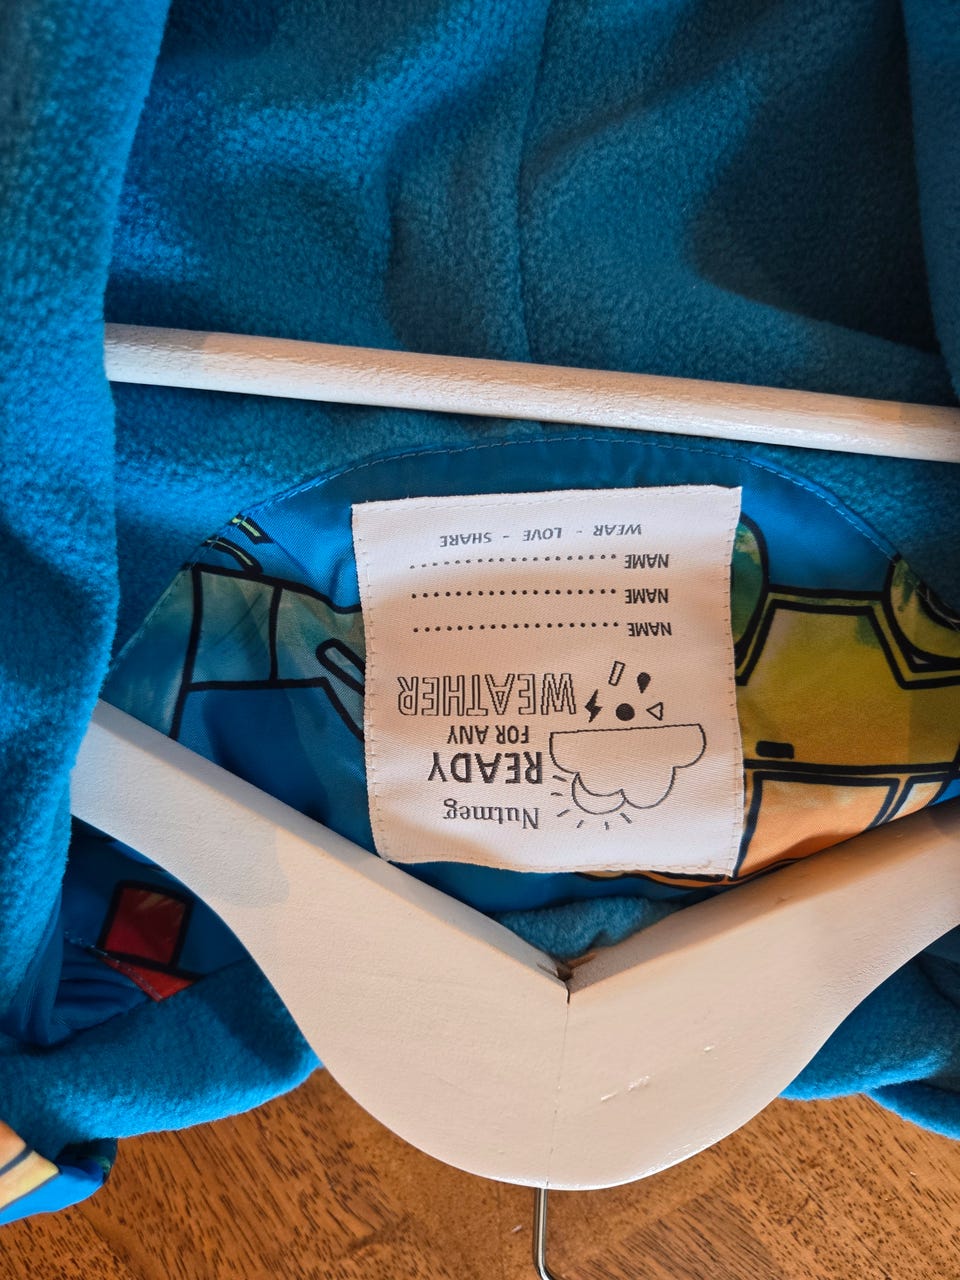 Nutmeg
READY
FOR ANY
WEATHER
NAME ....................
NAME ....................
NAME ....................
WEAR - LOVE - SHARE